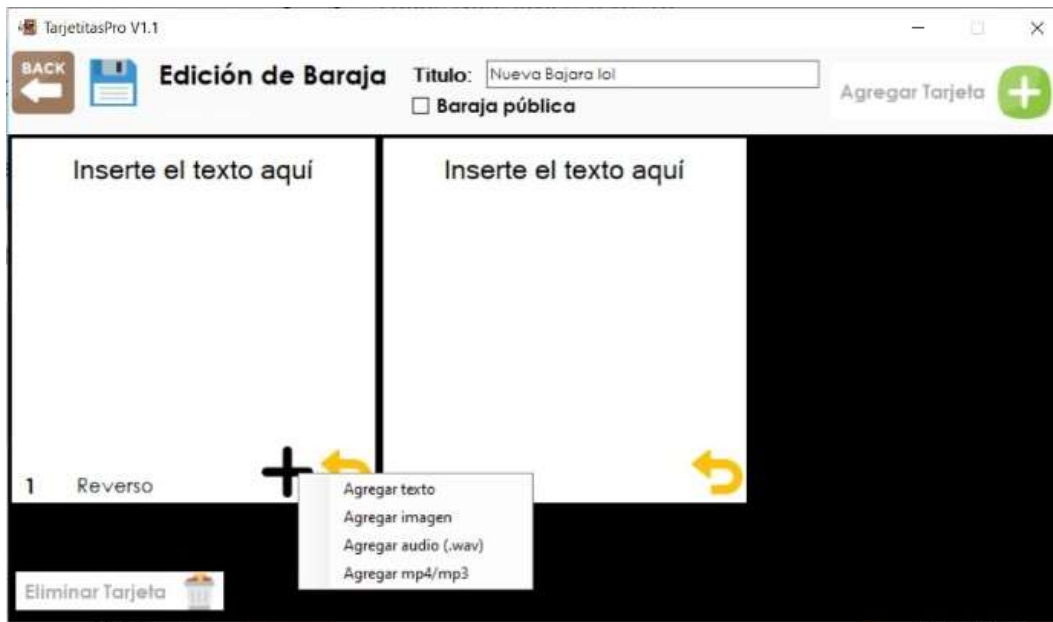 TarjetitasPro V1.1
BACK
Edición de Baraja
Titulo: Nueva Bajara lol
Baraja pública
Agregar Tarjeta
Inserte el texto aquí
Inserte el texto aquí
1 Reverso
Agregar texto
Agregar imagen
Agregar audio (.wav)
Agregar mp4/mp3
Eliminar Tarjeta